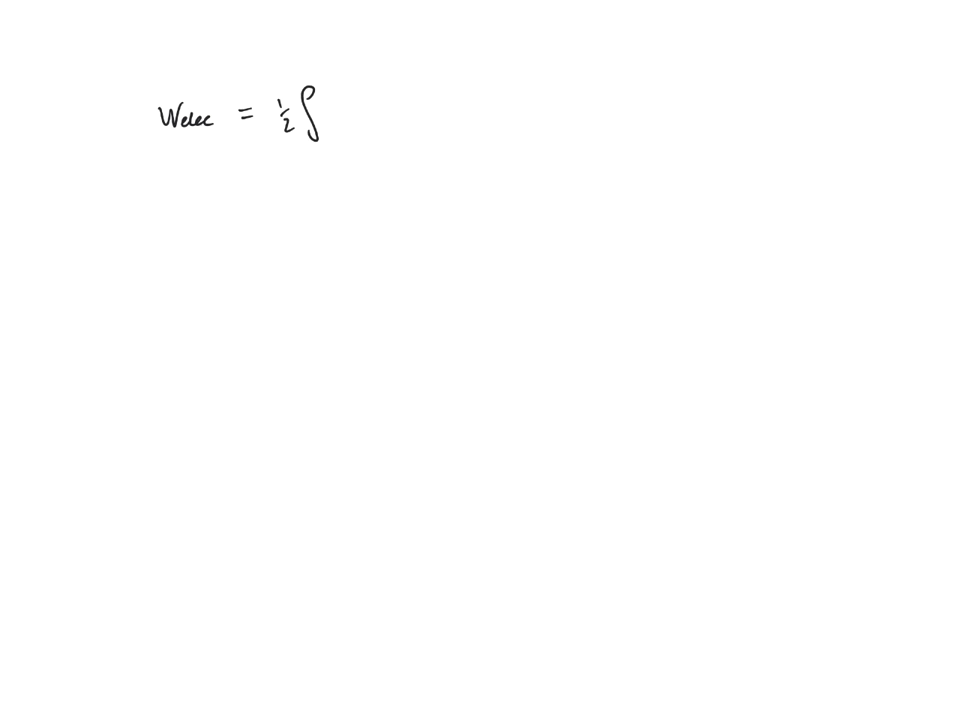 Welec = ½ ∫